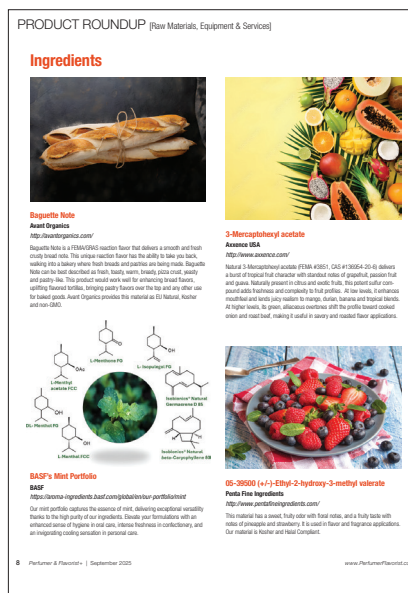 PRODUCT ROUNDUP [Raw Materials, Equipment & Services]
Ingredients
Baguette Note
Avant Organics
http://avantorganics.com/
Baguette Note is a FEMA/GRAS reaction flavor that delivers a smooth and fresh
crusty bread note. This unique reaction flavor has the ability to take you back,
walking into a bakery where fresh breads and pastries are being made. Baguette
Note can be best described as fresh, toasty, warm, bready, pizza crust, yeasty
and pastry-like. This product would work well for enhancing bread flavors,
uplifting flavored tortillas, bringing pastry flavors over the top and any other use
for baked goods. Avant Organics provides this material as EU Natural, Kosher
and non-GMO.
L-Menthyl
acetate FCC
OAc
L-Menthone FG
O
OH
L- Isopulegol FG
Isobionics® Natural
Germacrene D 85
DL- Menthol FG
OH
OH
L-Menthol FCC
Isobionics® Natural
beta-Caryophyllene 80
BASF's Mint Portfolio
BASF
https://aroma-ingredients.basf.com/global/en/our-portfolio/mint
Our mint portfolio captures the essence of mint, delivering exceptional versatility
thanks to the high purity of our ingredients. Elevate your formulations with an
enhanced sense of hygiene in oral care, intense freshness in confectionery, and
an invigorating cooling sensation in personal care.
3-Mercaptohexyl acetate
Axxence USA
http://www.axxence.com/
Natural 3-Mercaptohexyl acetate (FEMA #3851, CAS #136954-20-6) delivers
a burst of tropical fruit character with standout notes of grapefruit, passion fruit
and guava. Naturally present in citrus and exotic fruits, this potent sulfur com-
pound adds freshness and complexity to fruit profiles. At low levels, it enhances
mouthfeel and lends juicy realism to mango, durian, banana and tropical blends.
At higher levels, its green, alliaceous overtones shift the profile toward cooked
onion and roast beef, making it useful in savory and roasted flavor applications.
05-39500 (+/-)-Ethyl-2-hydroxy-3-methyl valerate
Penta Fine Ingredients
http://www.pentafineingredients.com/
This material has a sweet, fruity odor with floral notes, and a fruity taste with
notes of pineapple and strawberry. It is used in flavor and fragrance applications.
Our material is Kosher and Halal Compliant.
8 Perfumer & Flavorist+ | September 2025
www.PerfumerFlavorist.co